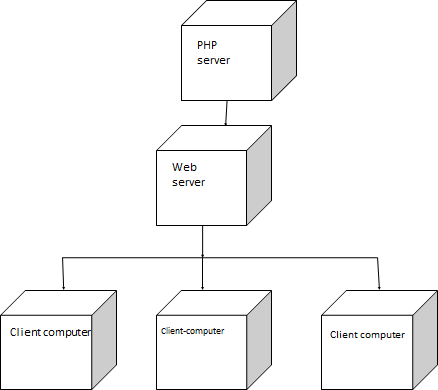 PHP
server
Web
server
Client computer
Client-computer
Client computer